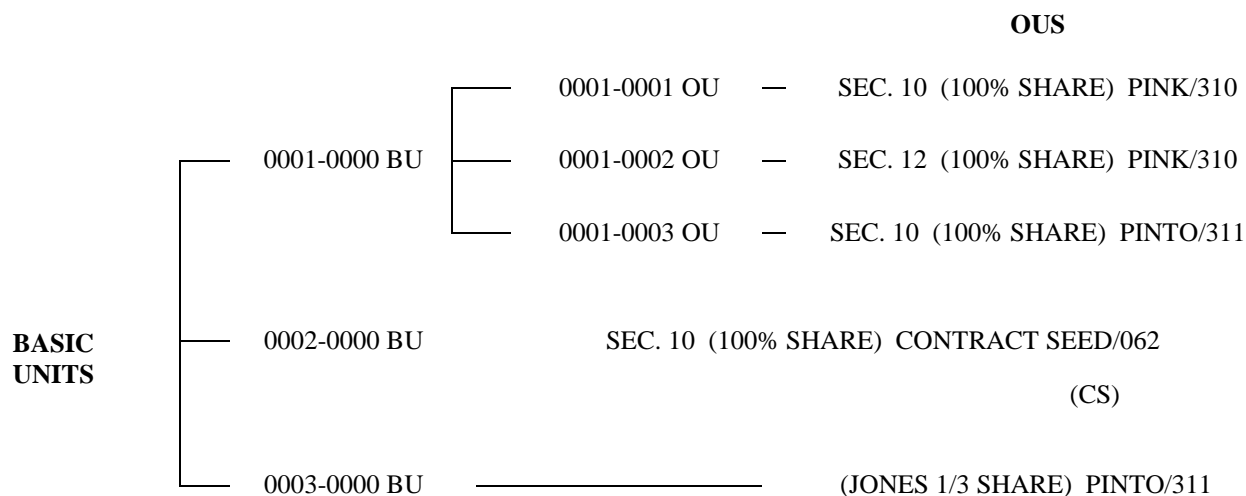 OUS
0001-0001 OU SEC. 10 (100% SHARE) PINK/310
0001-0000 BU 0001-0002 OU SEC. 12 (100% SHARE) PINK/310
0001-0003 OU SEC. 10 (100% SHARE) PINTO/311
BASIC
UNITS
0002-0000 BU SEC. 10 (100% SHARE) CONTRACT SEED/062
(CS)
0003-0000 BU (JONES 1/3 SHARE) PINTO/311